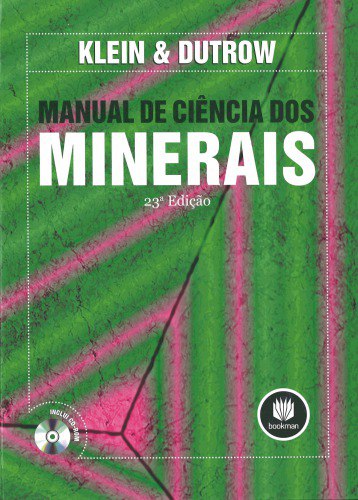 KLEIN & DUTROW
MANUAL DE CIÊNCIA DOS
MINERAIS
23ª Edição
INCLUI CD-ROM
bookman